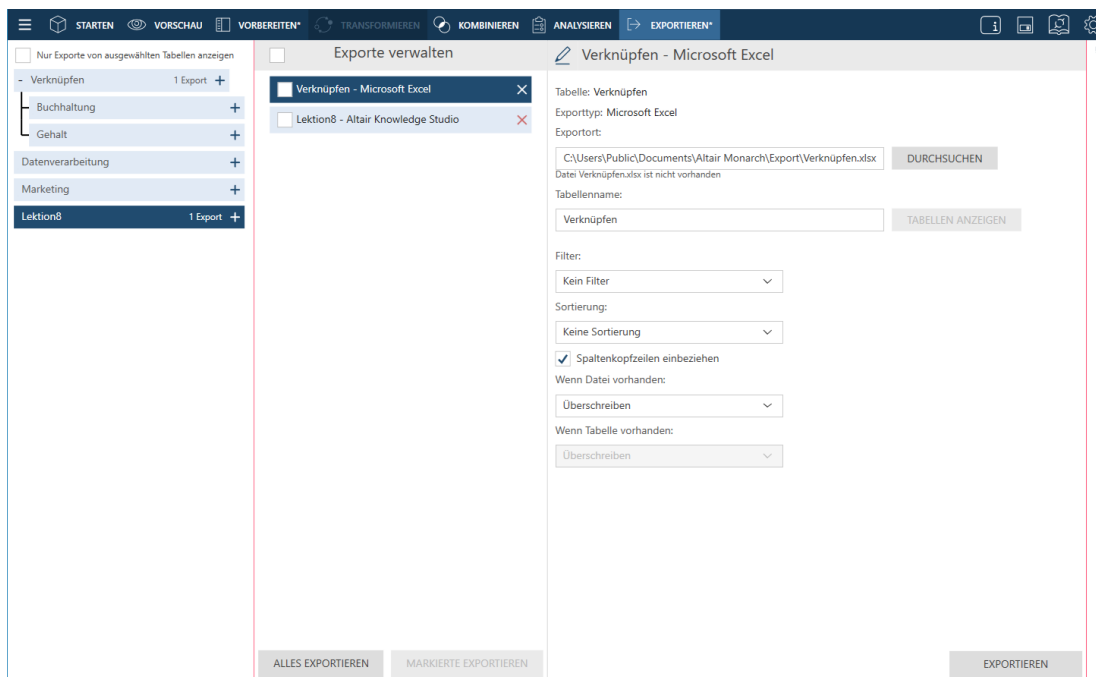 STARTEN VORSCHAU VORBEREITEN* TRANSFORMIEREN KOMBINIEREN ANALYSIEREN EXPORTIEREN*
Nur Exporte von ausgewählten Tabellen anzeigen
- Verknüpfen 1 Export +
Buchhaltung +
Gehalt +
Datenverarbeitung +
Marketing +
Lektion8 1 Export +
Exporte verwalten
Verknüpfen - Microsoft Excel
Lektion8 - Altair Knowledge Studio
ALLES EXPORTIEREN MARKIERTE EXPORTIEREN
Verknüpfen - Microsoft Excel
Tabelle: Verknüpfen
Exporttyp: Microsoft Excel
Exportort:
C:\Users\Public\Documents\Altair Monarch\Export\Verknüpfen.xlsx DURCHSUCHEN
Datei Verknüpfen.xlsx ist nicht vorhanden
Tabellenname:
Verknüpfen TABELLEN ANZEIGEN
Filter:
Kein Filter
Sortierung:
Keine Sortierung
Spaltenkopfzeilen einbeziehen
Wenn Datei vorhanden:
Überschreiben
Wenn Tabelle vorhanden:
Überschreiben
EXPORTIEREN